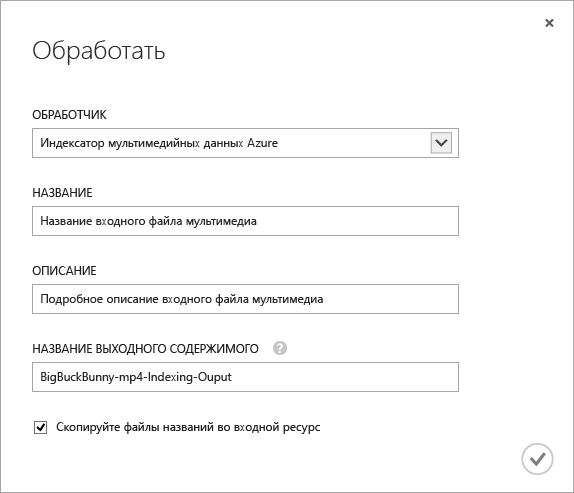 Обработать
ОБРАБОТЧИК
Индексатор мультимедийных данных Azure
НАЗВАНИЕ
Название входного файла мультимедиа
ОПИСАНИЕ
Подробное описание входного файла мультимедиа
НАЗВАНИЕ ВЫХОДНОГО СОДЕРЖИМОГО ?
BigBuckBunny-mp4-Indexing-Ouput
Скопируйте файлы названий во входной ресурс